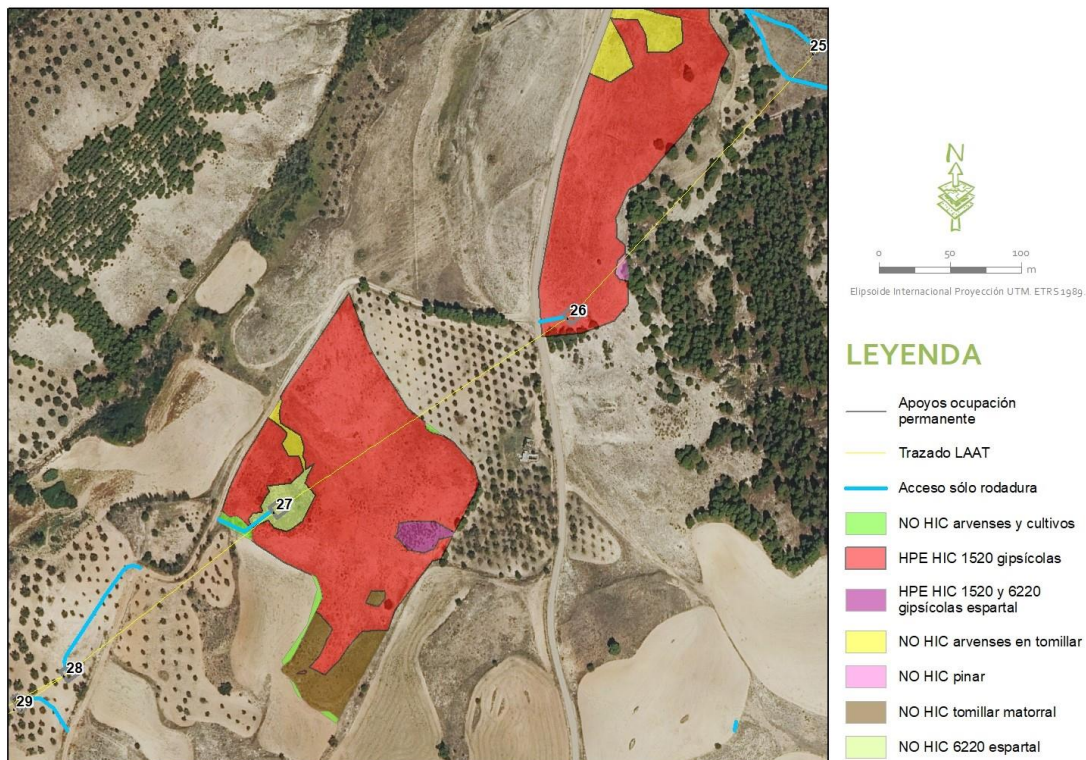 25
26
27
28
29
N
0 50 100
m
Elipsoide Internacional Proyección UTM. ETRS 1989.
LEYENDA
Apoyos ocupación
permanente
Trazado LAAT
Acceso sólo rodadura
NO HIC arvenses y cultivos
HPE HIC 1520 gipsícolas
HPE HIC 1520 y 6220
gipsícolas espartal
NO HIC arvenses en tomillar
NO HIC pinar
NO HIC tomillar matorral
NO HIC 6220 espartal